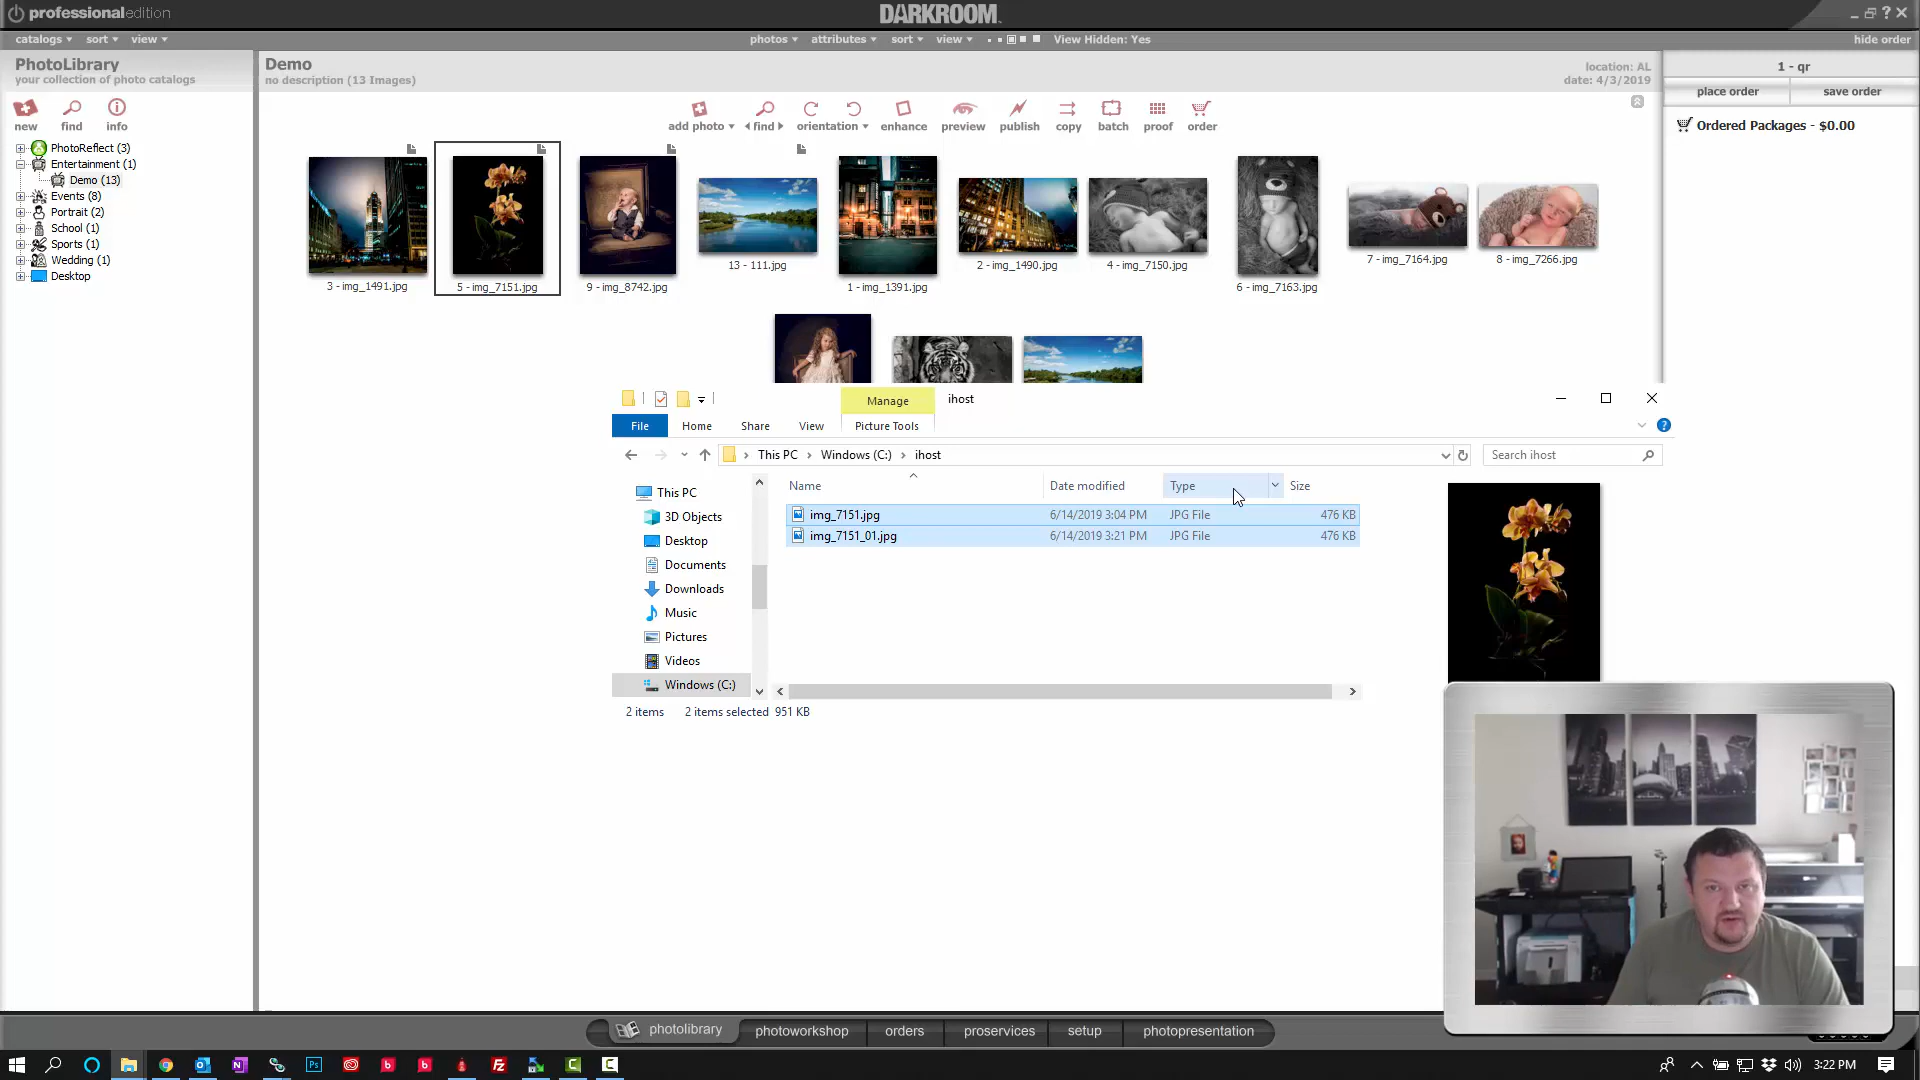 professionaledition
DARKROOM
catalogs sort view
photos attributes sort view View Hidden: Yes
hide order
PhotoLibrary
your collection of photo catalogs
new find info
PhotoReflect (3)
Entertainment (1)
Demo (13)
Events (8)
Portrait (2)
School (1)
Sports (1)
Wedding (1)
Desktop
Demo
no description (13 Images)
location: AL
date: 4/3/2019
add photo find orientation enhance preview publish copy batch proof order
3 - img_1491.jpg
5 - img_7151.jpg
9 - img_8742.jpg
13 - 111.jpg
1 - img_1391.jpg
2 - img_1490.jpg
4 - img_7150.jpg
6 - img_7163.jpg
7 - img_7164.jpg
8 - img_7266.jpg
1 - qr
place order save order
Ordered Packages - $0.00
Manage ihost
File Home Share View Picture Tools
This PC Windows (C:) ihost
Search ihost
This PC
3D Objects
Desktop
Documents
Downloads
Music
Pictures
Videos
Windows (C:)
Name Date modified Type Size
img_7151.jpg 6/14/2019 3:04 PM JPG File 476 KB
img_7151_01.jpg 6/14/2019 3:21 PM JPG File 476 KB
2 items 2 items selected 951 KB
photolibrary photoworkshop orders proservices setup photopresentation
3:22 PM